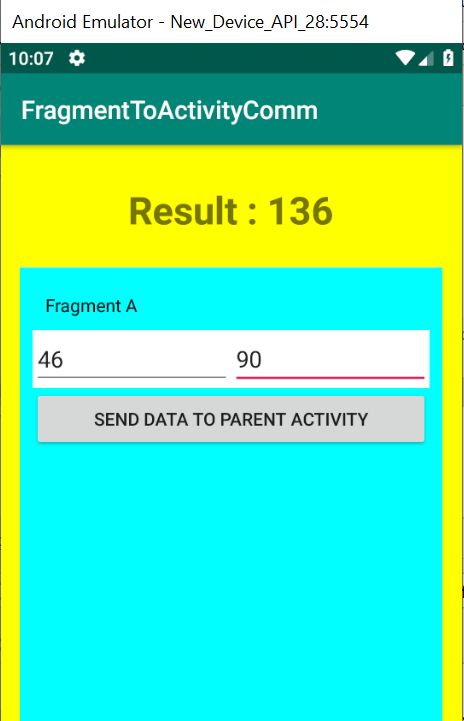 Android Emulator - New_Device_API_28:5554
10:07
FragmentToActivityComm
Result : 136
Fragment A
46 90
SEND DATA TO PARENT ACTIVITY